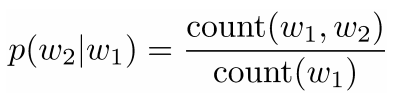 p(w₂|w₁) = count(w₁, w₂) / count(w₁)